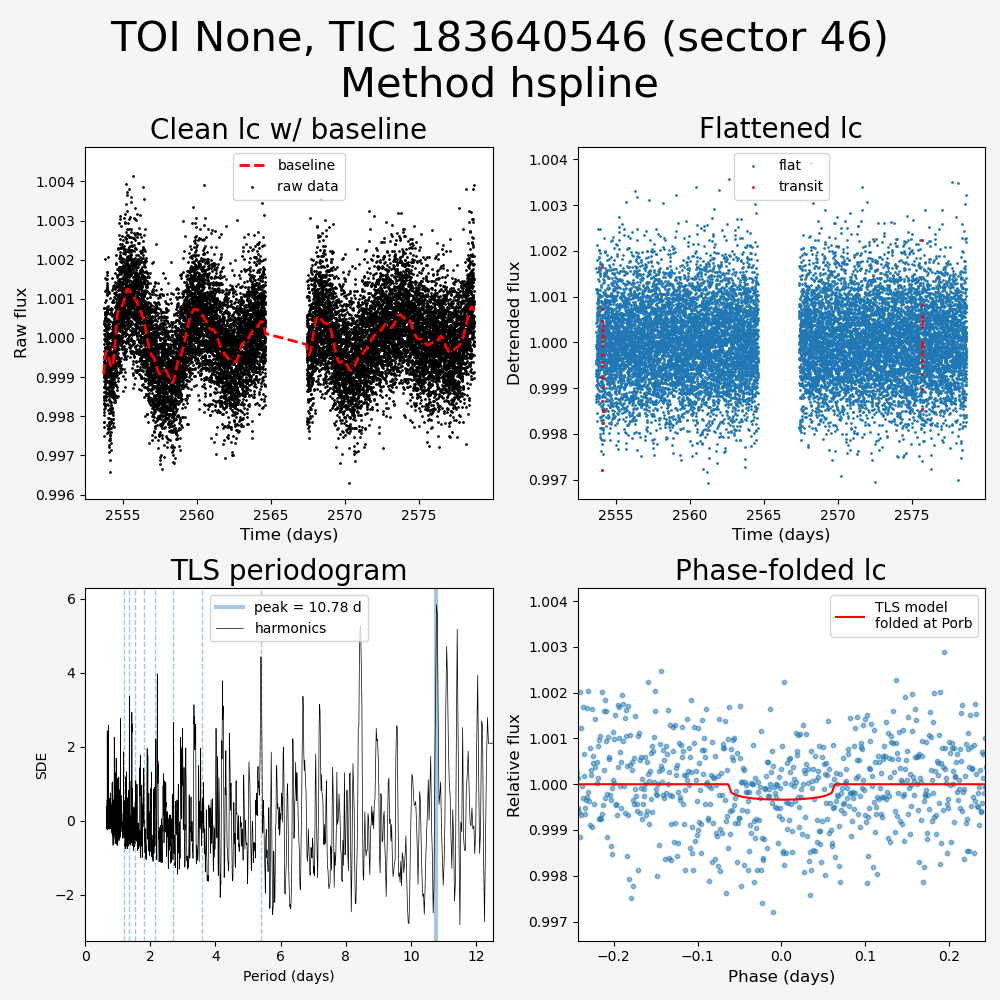 TOI None, TIC 183640546 (sector 46)
Method hspline
Clean lc w/ baseline
Flattened lc
baseline
raw data
flat
transit
Raw flux
1.004
1.003
1.002
1.001
1.000
0.999
0.998
0.997
0.996
2555 2560 2565 2570 2575
Time (days)
Detrended flux
1.004
1.003
1.002
1.001
1.000
0.999
0.998
0.997
2555 2560 2565 2570 2575
Time (days)
TLS periodogram
Phase-folded lc
peak = 10.78 d
harmonics
TLS model
folded at Porb
SDE
6
4
2
0
−2
0 2 4 6 8 10 12
Period (days)
Relative flux
1.004
1.003
1.002
1.001
1.000
0.999
0.998
0.997
−0.2 −0.1 0.0 0.1 0.2
Phase (days)